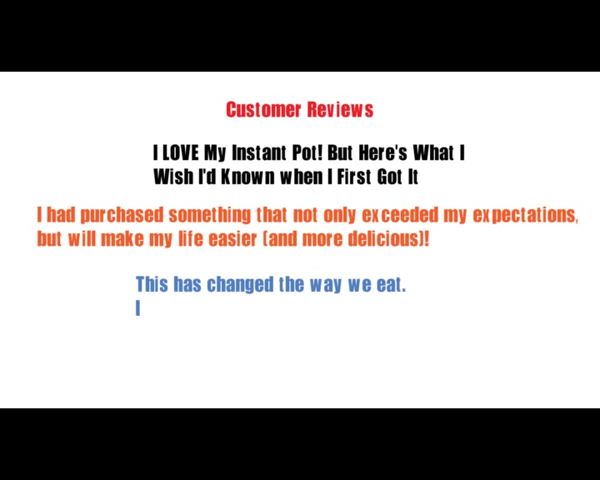 Customer Reviews
I LOVE My Instant Pot! But Here's What I
Wish I'd Known when I First Got It
I had purchased something that not only exceeded my expectations,
but will make my life easier (and more delicious)!
This has changed the way we eat.
I